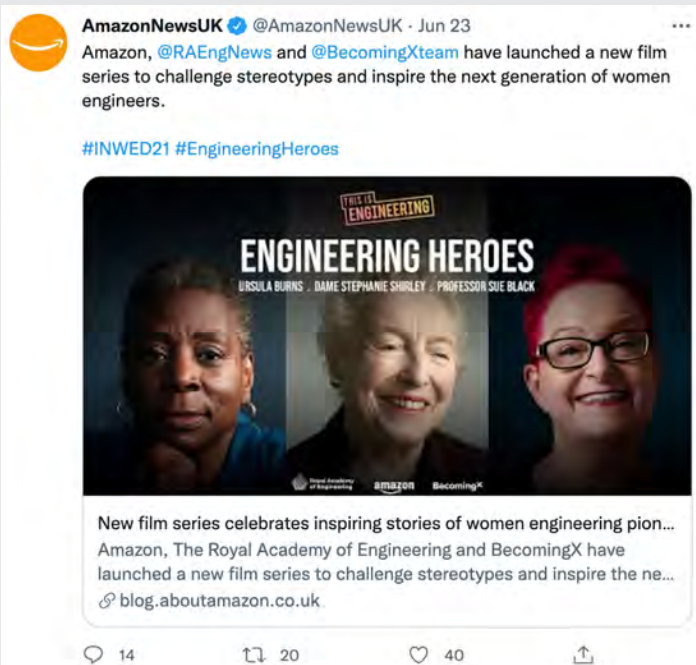 AmazonNewsUK @AmazonNewsUK · Jun 23
Amazon, @RAEngNews and @BecomingXteam have launched a new film
series to challenge stereotypes and inspire the next generation of women
engineers.
#INWED21 #EngineeringHeroes
THIS IS
ENGINEERING
ENGINEERING HEROES
URSULA BURNS . DAME STEPHANIE SHIRLEY . PROFESSOR SUE BLACK
Royal Academy
of Engineering
amazon
BecomingX
New film series celebrates inspiring stories of women engineering pion...
Amazon, The Royal Academy of Engineering and BecomingX have
launched a new film series to challenge stereotypes and inspire the ne...
blog.aboutamazon.co.uk
14
20
40